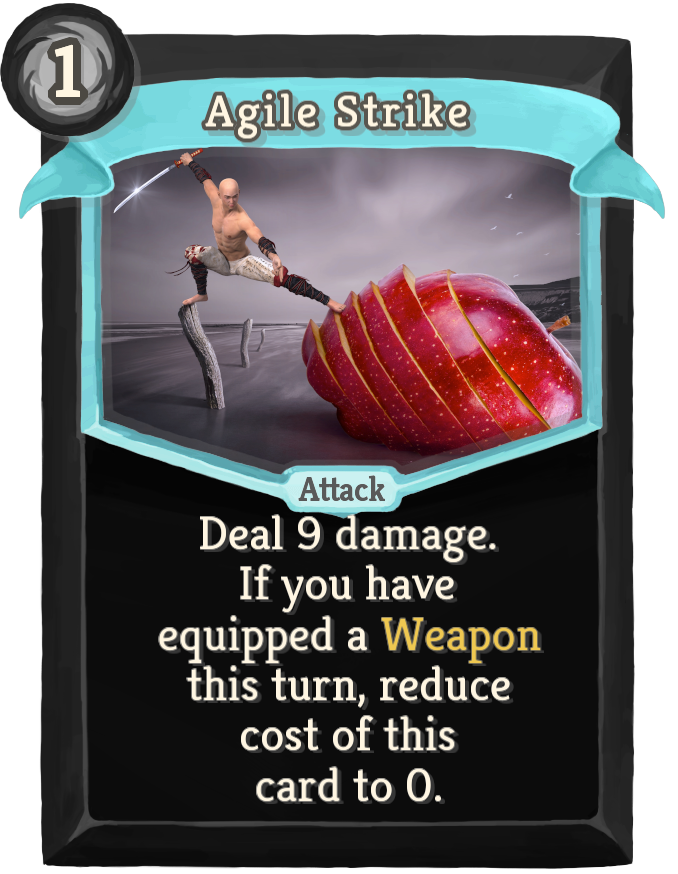 1
Agile Strike
Attack
Deal 9 damage.
If you have
equipped a Weapon
this turn, reduce
cost of this
card to 0.